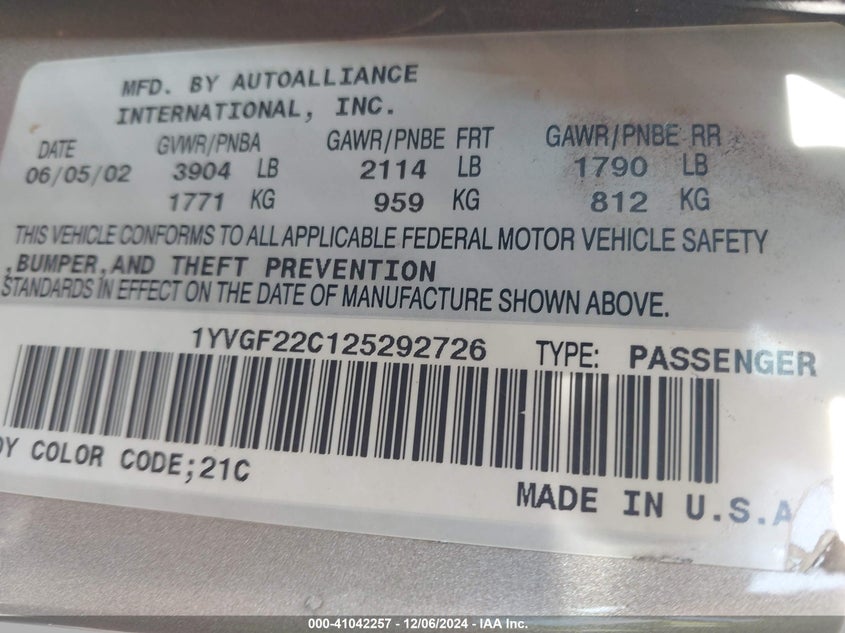 MFD. BY AUTOALLIANCE
INTERNATIONAL, INC.
DATE GVWR/PNBA GAWR/PNBE FRT GAWR/PNBE RR
06/05/02 3904 LB 2114 LB 1790 LB
1771 KG 959 KG 812 KG
THIS VEHICLE CONFORMS TO ALL APPLICABLE FEDERAL MOTOR VEHICLE SAFETY
,BUMPER,AND THEFT PREVENTION
STANDARDS IN EFFECT ON THE DATE OF MANUFACTURE SHOWN ABOVE.
1YVGF22C125292726 TYPE: PASSENGER
DY COLOR CODE;21C
MADE IN U.S.A
000-41042257 - 12/06/2024 - IAA Inc.